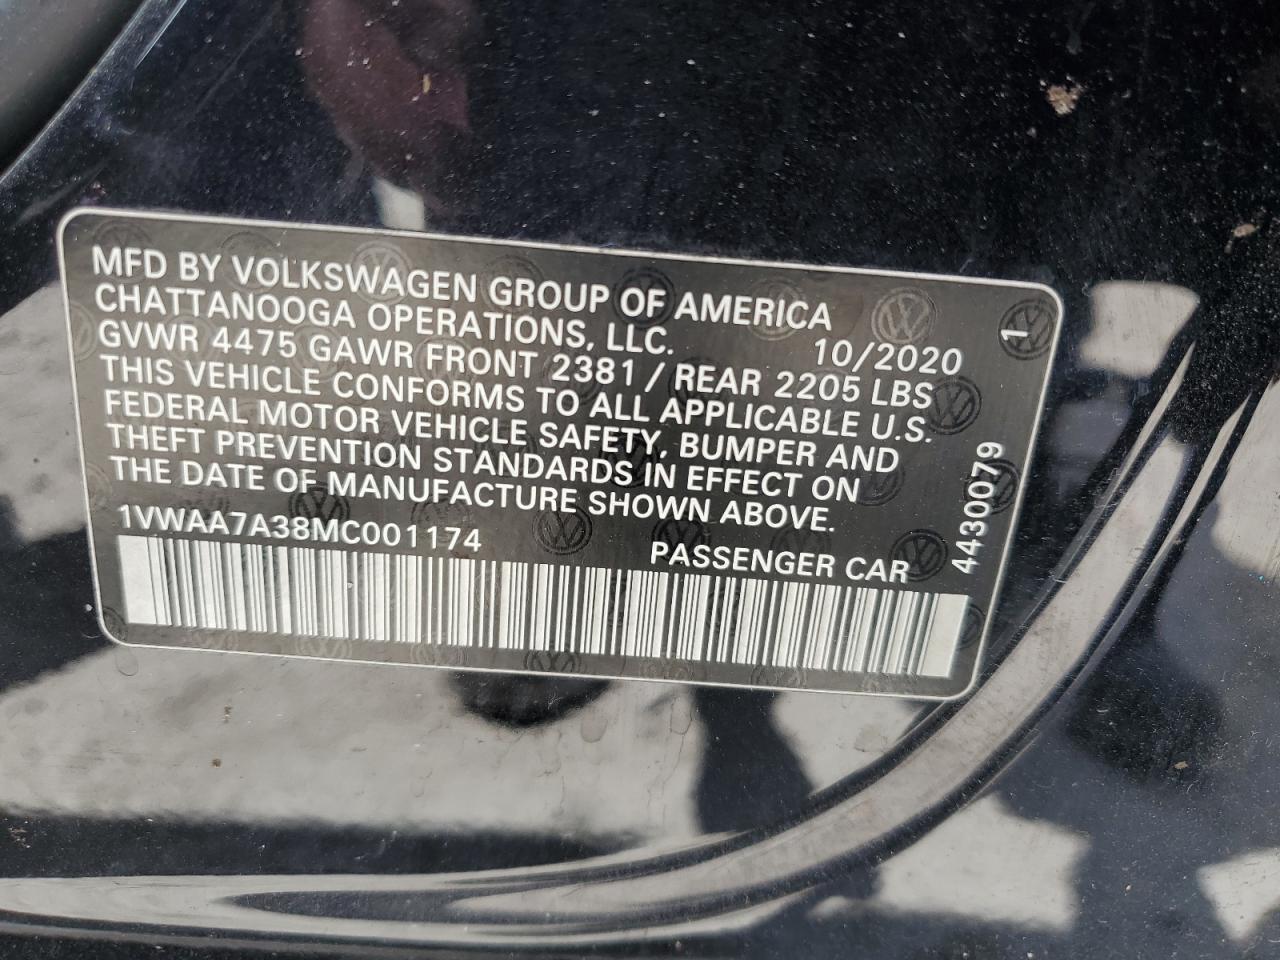 MFD BY VOLKSWAGEN GROUP OF AMERICA
CHATTANOOGA OPERATIONS, LLC. 10/2020
GVWR 4475 GAWR FRONT 2381 / REAR 2205 LBS
THIS VEHICLE CONFORMS TO ALL APPLICABLE U.S.
FEDERAL MOTOR VEHICLE SAFETY, BUMPER AND
THEFT PREVENTION STANDARDS IN EFFECT ON
THE DATE OF MANUFACTURE SHOWN ABOVE.
1VWAA7A38MC001174 PASSENGER CAR
4430079 1